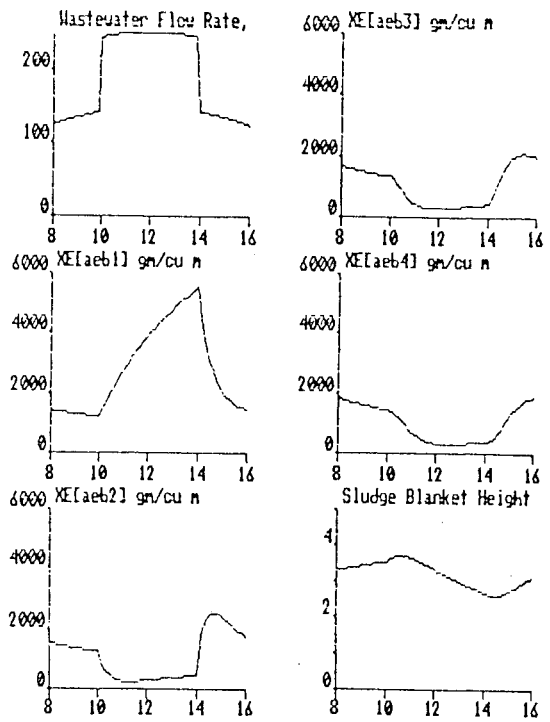 Wastewater Flow Rate,
200
100
0
8 10 12 14 16
XE[aeb3] gm/cu m
6000
4000
2000
0
8 10 12 14 16
XE[aeb1] gm/cu m
6000
4000
2000
0
8 10 12 14 16
XE[aeb4] gm/cu m
6000
4000
2000
0
8 10 12 14 16
XE[aeb2] gm/cu m
6000
4000
2000
0
8 10 12 14 16
Sludge Blanket Height
4
2
0
8 10 12 14 16